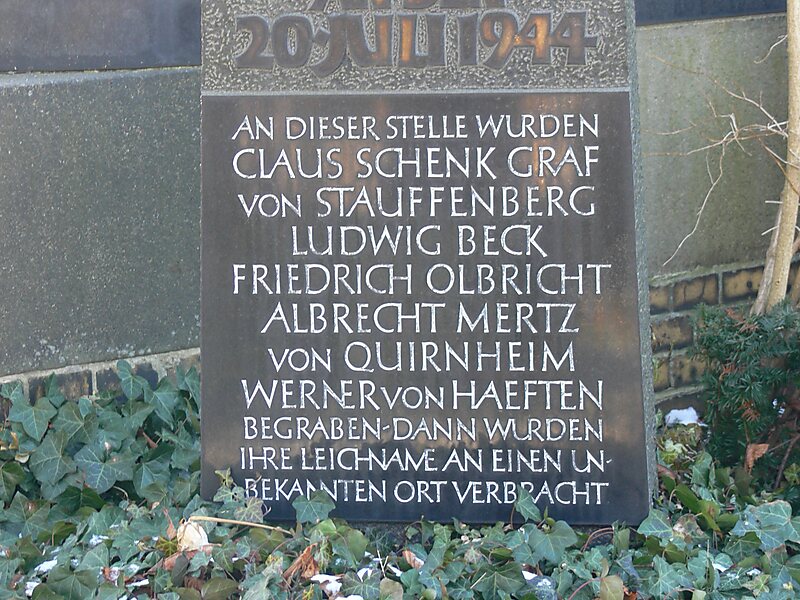 20·JULI 1944
AN DIESER STELLE WURDEN
CLAUS SCHENK GRAF
VON STAUFFENBERG
LUDWIG BECK
FRIEDRICH OLBRICHT
ALBRECHT MERTZ
VON QUIRNHEIM
WERNER VON HAEFTEN
BEGRABEN-DANN WURDEN
IHRE LEICHNAME AN EINEN UN-
BEKANNTEN ORT VERBRACHT